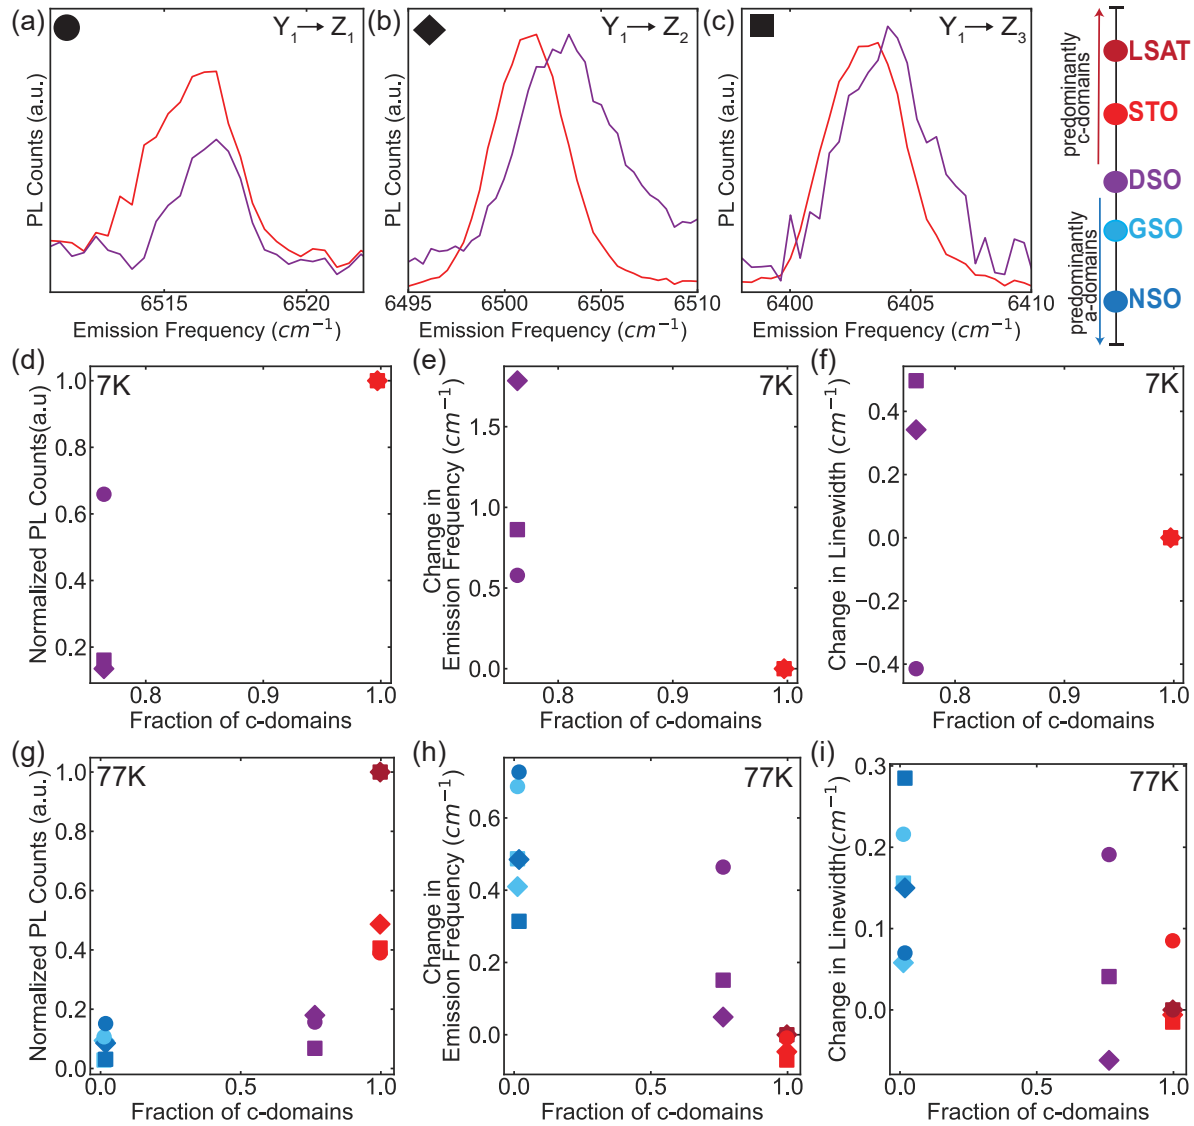 (a) Y1 → Z1
PL Counts (a.u.)
6515 6520
Emission Frequency (cm⁻¹)
(b) Y1 → Z2
PL Counts (a.u.)
6495 6500 6505 6510
Emission Frequency (cm⁻¹)
(c) Y1 → Z3
PL Counts (a.u.)
6400 6405 6410
Emission Frequency (cm⁻¹)
predominantly
c-domains
predominantly
a-domains
LSAT
STO
DSO
GSO
NSO
(d) 7K
Normalized PL Counts(a.u)
1.0
0.8
0.6
0.4
0.2
0.8 0.9 1.0
Fraction of c-domains
(e) 7K
Change in
Emission Frequency (cm⁻¹)
1.5
1.0
0.5
0.0
0.8 0.9 1.0
Fraction of c-domains
(f) 7K
Change in Linewidth (cm⁻¹)
0.4
0.2
0.0
−0.2
−0.4
0.8 0.9 1.0
Fraction of c-domains
(g) 77K
Normalized PL Counts (a.u.)
1.0
0.8
0.6
0.4
0.2
0.0
0.0 0.5 1.0
Fraction of c-domains
(h) 77K
Change in
Emission Frequency (cm⁻¹)
0.6
0.4
0.2
0.0
0.0 0.5 1.0
Fraction of c-domains
(i) 77K
Change in Linewidth(cm⁻¹)
0.3
0.2
0.1
0.0
0.0 0.5 1.0
Fraction of c-domains